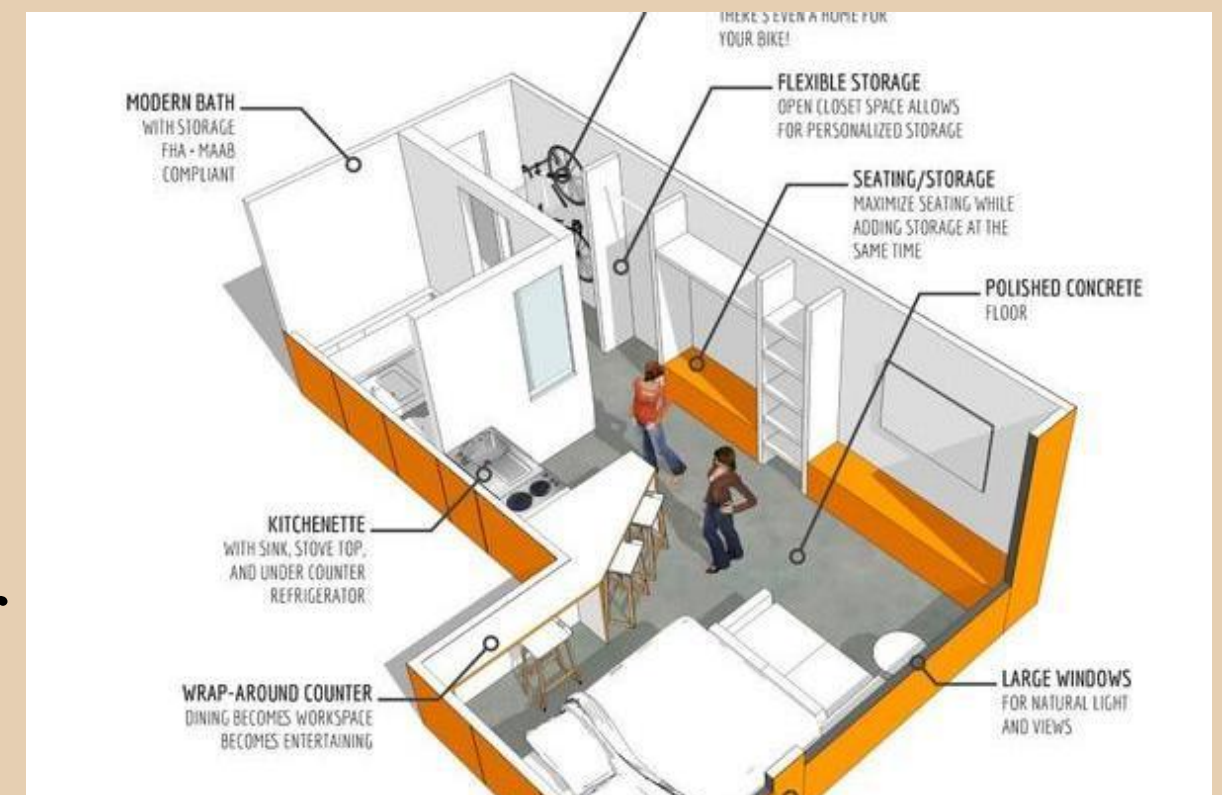 THERE'S EVEN A HOME FOR
YOUR BIKE!
FLEXIBLE STORAGE
OPEN CLOSET SPACE ALLOWS
FOR PERSONALIZED STORAGE
MODERN BATH
WITH STORAGE
FHA - MAAB
COMPLIANT
SEATING/STORAGE
MAXIMIZE SEATING WHILE
ADDING STORAGE AT THE
SAME TIME
POLISHED CONCRETE
FLOOR
KITCHENETTE
WITH SINK, STOVE TOP,
AND UNDER COUNTER
REFRIGERATOR
WRAP-AROUND COUNTER
DINING BECOMES WORKSPACE
BECOMES ENTERTAINING
LARGE WINDOWS
FOR NATURAL LIGHT
AND VIEWS